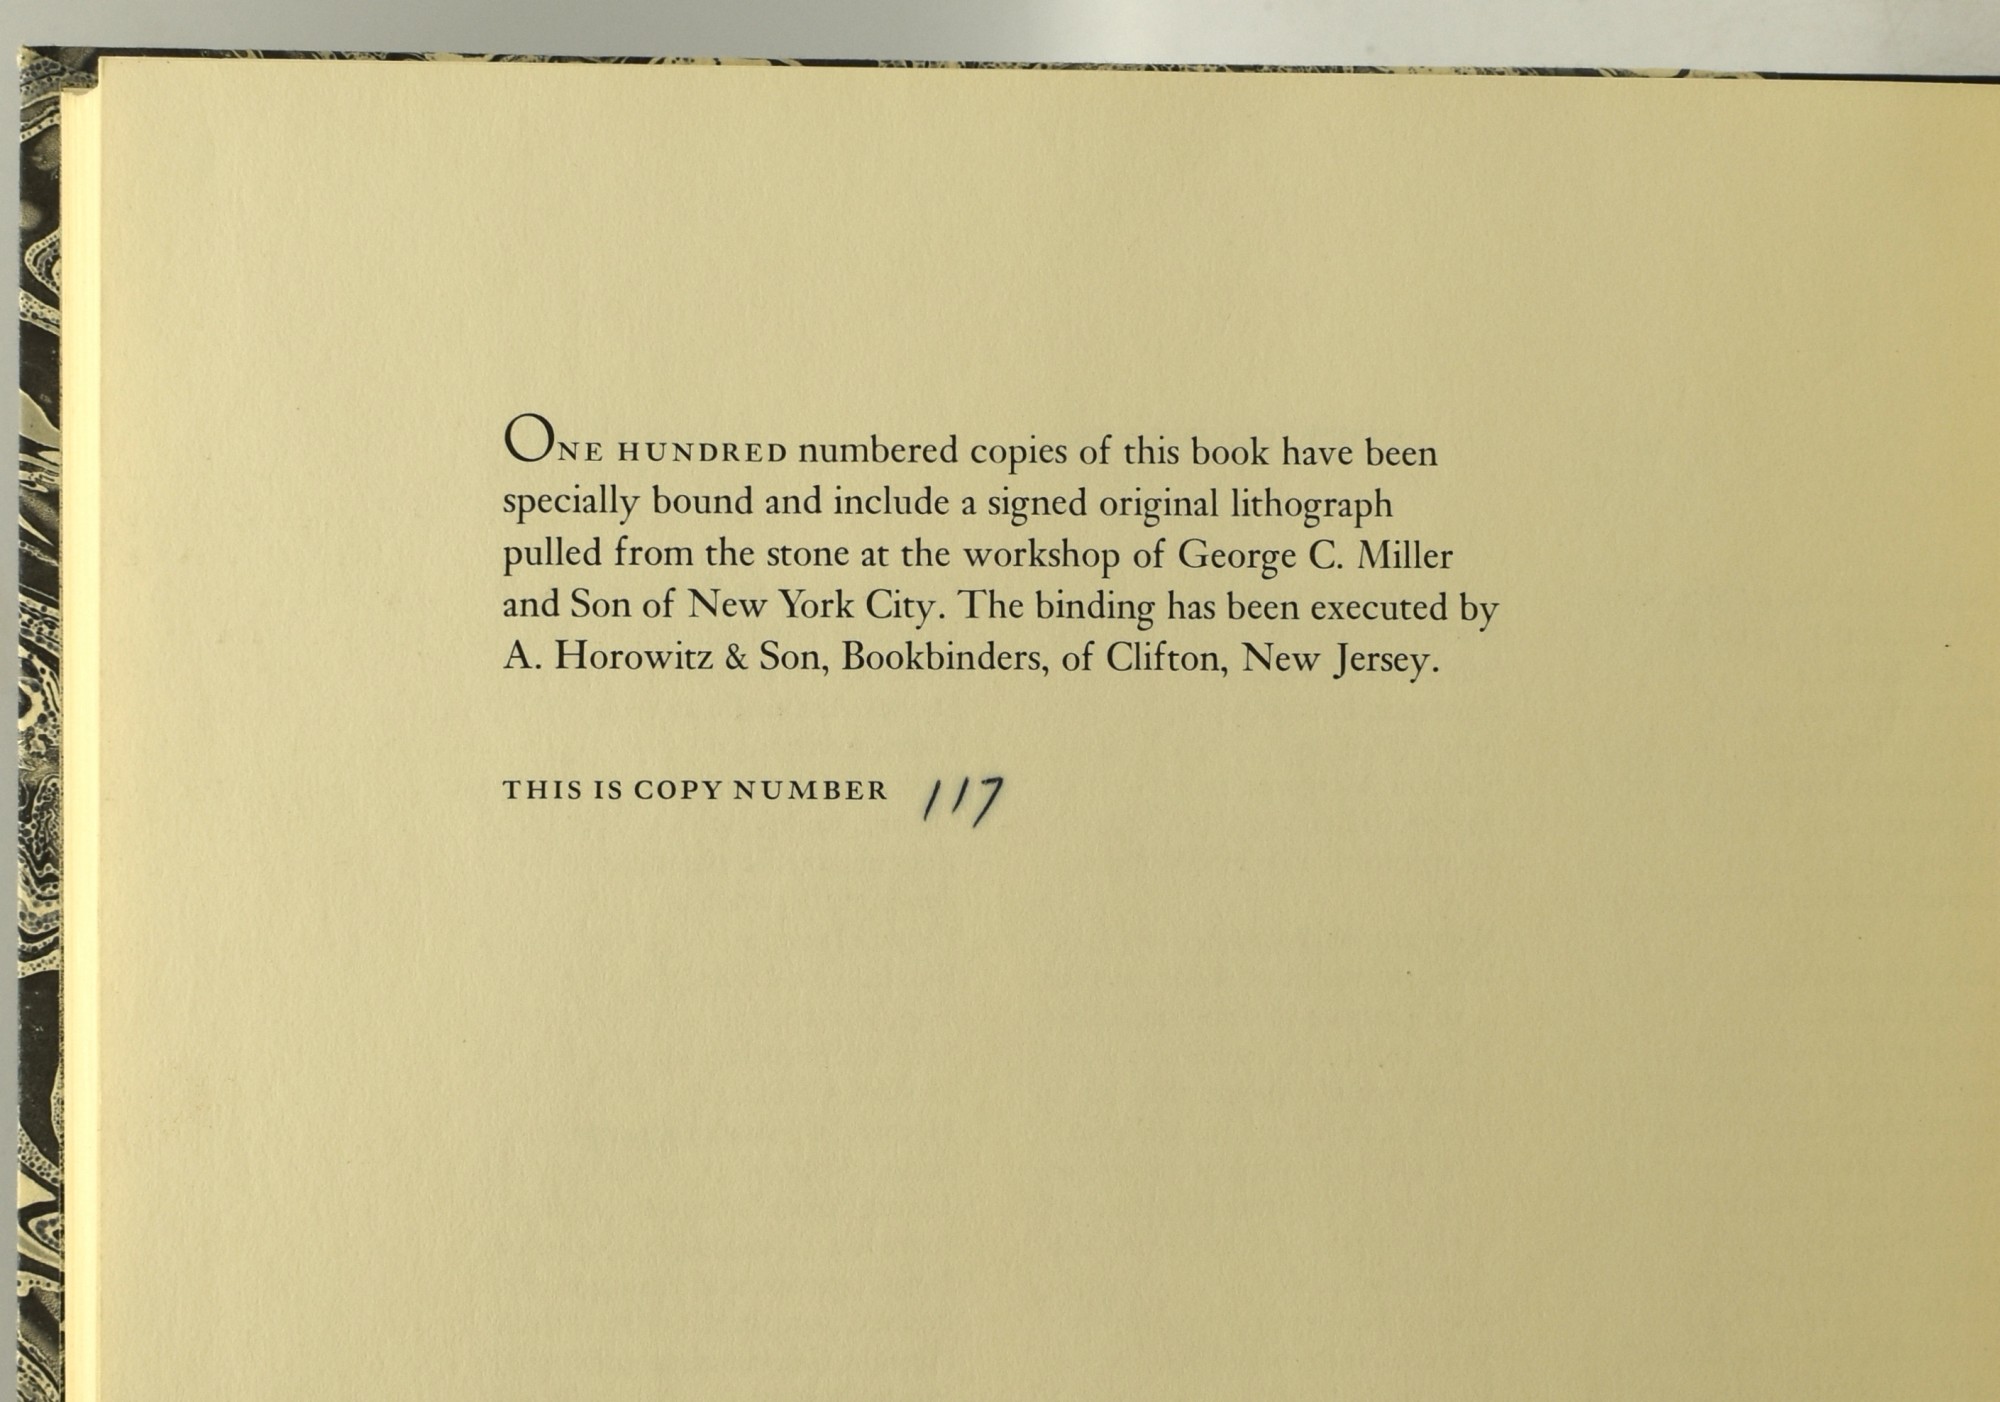 ONE HUNDRED numbered copies of this book have been
specially bound and include a signed original lithograph
pulled from the stone at the workshop of George C. Miller
and Son of New York City. The binding has been executed by
A. Horowitz & Son, Bookbinders, of Clifton, New Jersey.
THIS IS COPY NUMBER 117